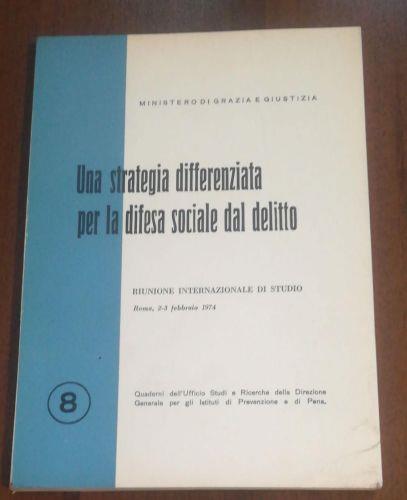 MINISTERO DI GRAZIA E GIUSTIZIA
Una strategia differenziata
per la difesa sociale dal delitto
RIUNIONE INTERNAZIONALE DI STUDIO
Roma, 2-3 febbraio 1974
8
Quaderni dell'Ufficio Studi e Ricerche della Direzione
Generale per gli Istituti di Prevenzione e di Pena.